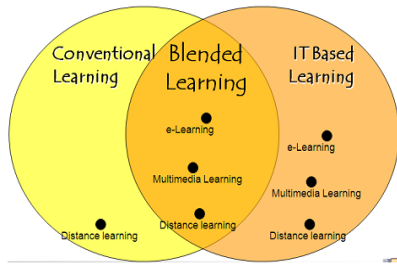 Conventional
Learning
Blended
Learning
IT Based
Learning
e-Learning
Multimedia Learning
Distance learning
e-Learning
Multimedia Learning
Distance learning
Distance learning